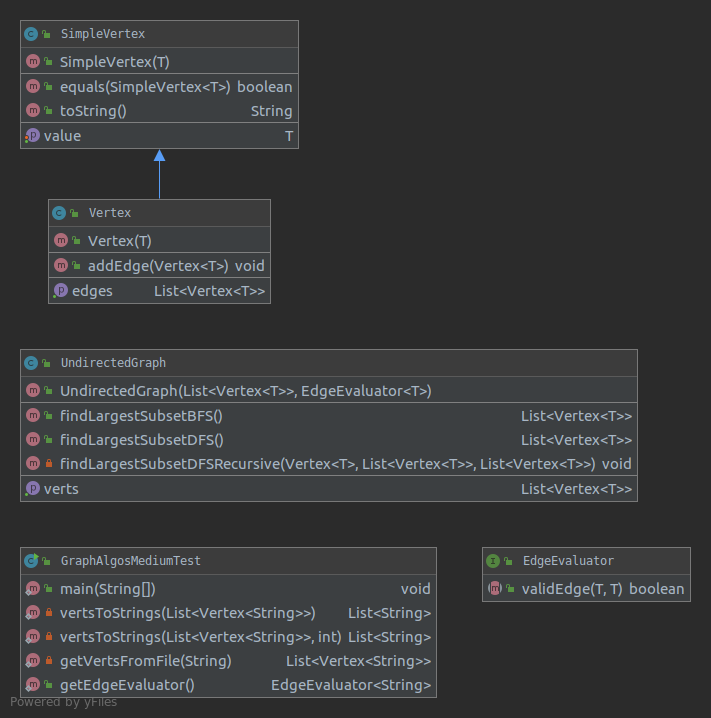 SimpleVertex
SimpleVertex(T)
equals(SimpleVertex<T>) boolean
toString() String
value T
Vertex
Vertex(T)
addEdge(Vertex<T>) void
edges List<Vertex<T>>
UndirectedGraph
UndirectedGraph(List<Vertex<T>>, EdgeEvaluator<T>)
findLargestSubsetBFS() List<Vertex<T>>
findLargestSubsetDFS() List<Vertex<T>>
findLargestSubsetDFSRecursive(Vertex<T>, List<Vertex<T>>, List<Vertex<T>>) void
verts List<Vertex<T>>
GraphAlgosMediumTest
main(String[]) void
vertsToStrings(List<Vertex<String>>) List<String>
vertsToStrings(List<Vertex<String>>, int) List<String>
getVertsFromFile(String) List<Vertex<String>>
getEdgeEvaluator() EdgeEvaluator<String>
EdgeEvaluator
validEdge(T, T) boolean
Powered by yFiles